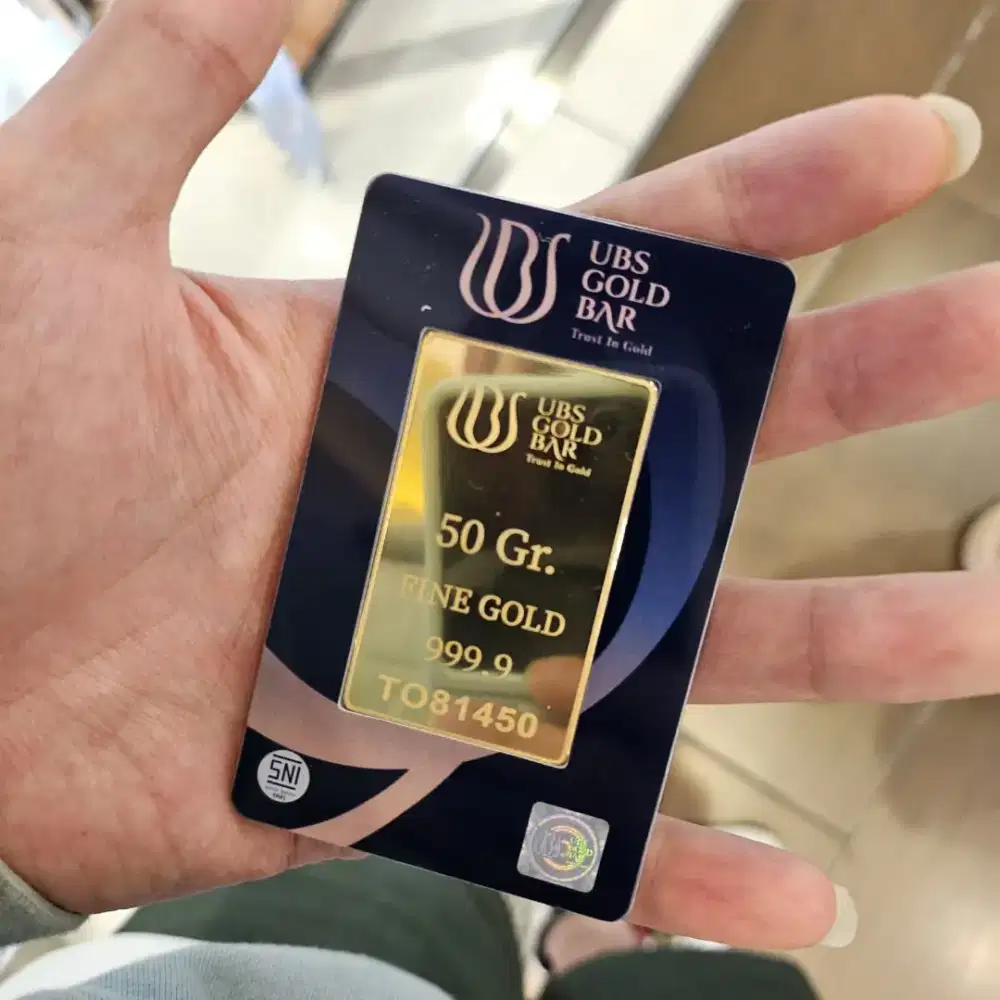 UBS
GOLD
BAR
Trust In Gold
UBS
GOLD
BAR
Trust In Gold
50 Gr.
FINE GOLD
999.9
TO81450
SNI